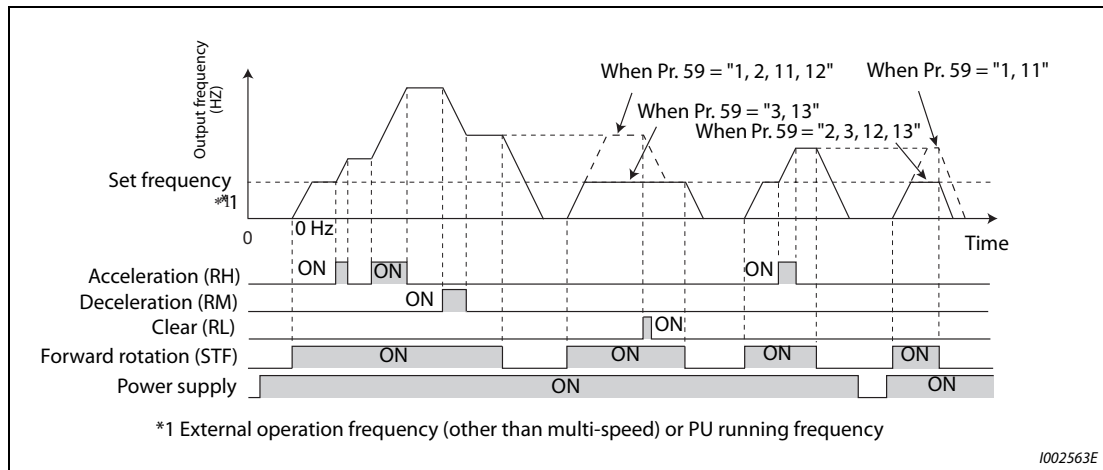 Output frequency
(HZ)
When Pr. 59 = "1, 2, 11, 12"
When Pr. 59 = "1, 11"
When Pr. 59 = "3, 13"
When Pr. 59 = "2, 3, 12, 13"
Set frequency
*1
0 Hz
0
Time
Acceleration (RH)
ON
ON
ON
Deceleration (RM)
ON
Clear (RL)
ON
Forward rotation (STF)
ON
ON
ON
ON
Power supply
ON
ON
*1 External operation frequency (other than multi-speed) or PU running frequency
I002563E